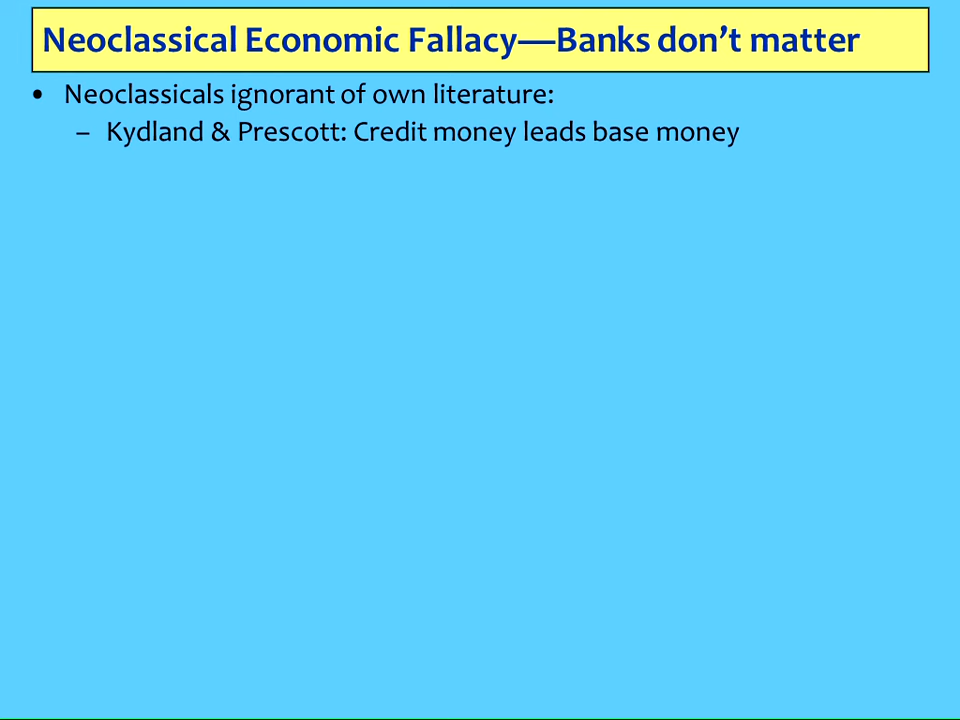 Neoclassical Economic Fallacy—Banks don’t matter
• Neoclassicals ignorant of own literature:
– Kydland & Prescott: Credit money leads base money